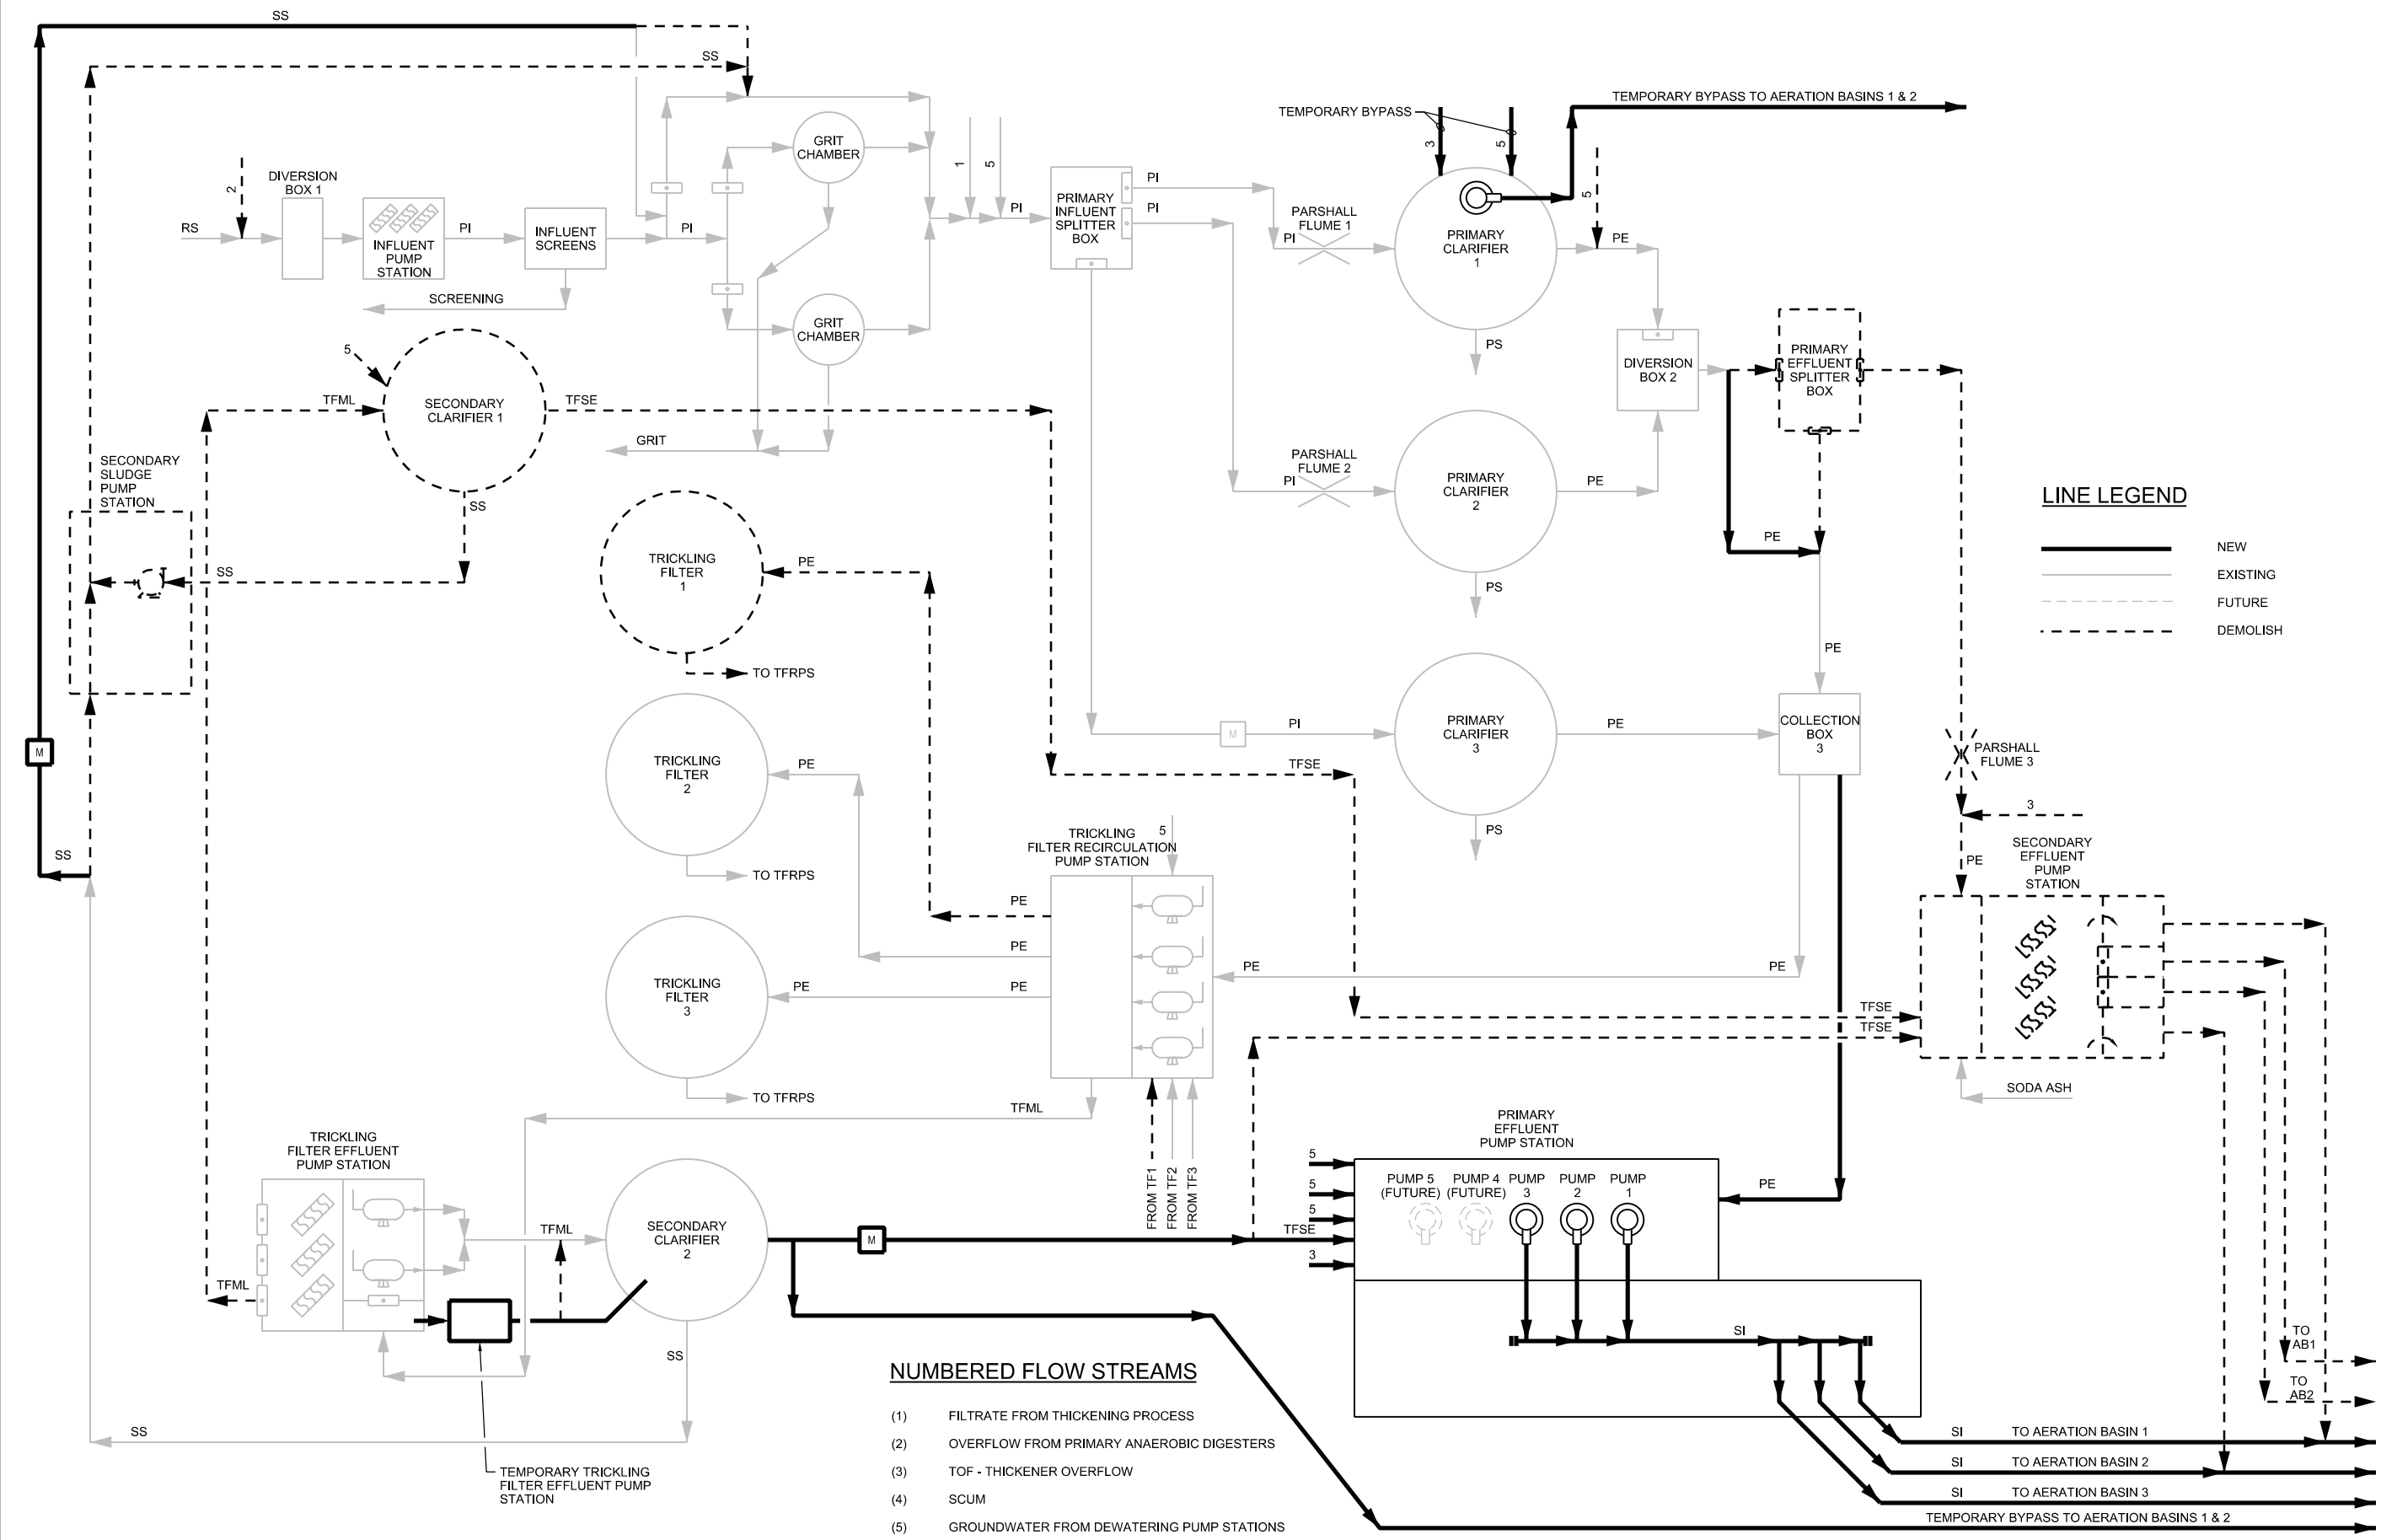 SS
SS
TEMPORARY BYPASS TO AERATION BASINS 1 & 2
TEMPORARY BYPASS
3
5
5
GRIT
CHAMBER
1
5
2
DIVERSION
BOX 1
RS
INFLUENT
PUMP
STATION
PI
INFLUENT
SCREENS
PI
PI
PRIMARY
INFLUENT
SPLITTER
BOX
PI
PI
PARSHALL
FLUME 1
PI
PRIMARY
CLARIFIER
1
PE
SCREENING
GRIT
CHAMBER
PS
5
SECONDARY
CLARIFIER 1
TFML
TFSE
GRIT
DIVERSION
BOX 2
PRIMARY
EFFLUENT
SPLITTER
BOX
PARSHALL
FLUME 2
PI
PRIMARY
CLARIFIER
2
PE
PS
PE
LINE LEGEND
NEW
EXISTING
FUTURE
DEMOLISH
SECONDARY
SLUDGE
PUMP
STATION
SS
SS
TRICKLING
FILTER
1
PE
TO TFRPS
PE
M
SS
TRICKLING
FILTER
2
PE
TO TFRPS
TFSE
M
PI
PRIMARY
CLARIFIER
3
PE
PS
COLLECTION
BOX
3
PARSHALL
FLUME 3
3
PE
SECONDARY
EFFLUENT
PUMP
STATION
TRICKLING
FILTER RECIRCULATION
PUMP STATION
5
PE
PE
PE
TRICKLING
FILTER
3
PE
TO TFRPS
PE
PE
TFSE
TFSE
SODA ASH
TFML
FROM TF1
FROM TF2
FROM TF3
TRICKLING
FILTER EFFLUENT
PUMP STATION
TFML
TFML
SECONDARY
CLARIFIER
2
M
SS
SS
TEMPORARY TRICKLING
FILTER EFFLUENT PUMP
STATION
PRIMARY
EFFLUENT
PUMP STATION
5
5
5
TFSE
3
PUMP 5
(FUTURE)
PUMP 4
(FUTURE)
PUMP
3
PUMP
2
PUMP
1
PE
SI
TO
AB1
TO
AB2
SI TO AERATION BASIN 1
SI TO AERATION BASIN 2
SI TO AERATION BASIN 3
TEMPORARY BYPASS TO AERATION BASINS 1 & 2
NUMBERED FLOW STREAMS
(1) FILTRATE FROM THICKENING PROCESS
(2) OVERFLOW FROM PRIMARY ANAEROBIC DIGESTERS
(3) TOF - THICKENER OVERFLOW
(4) SCUM
(5) GROUNDWATER FROM DEWATERING PUMP STATIONS